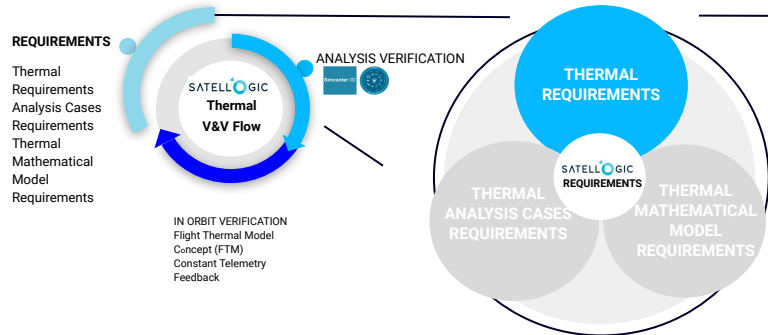 REQUIREMENTS
Thermal
Requirements
Analysis Cases
Requirements
Thermal
Mathematical
Model
Requirements
SATELLOGIC
Thermal
V&V Flow
ANALYSIS VERIFICATION
Simcenter 3D
IN ORBIT VERIFICATION
Flight Thermal Model
Concept (FTM)
Constant Telemetry
Feedback
THERMAL
REQUIREMENTS
SATELLOGIC
REQUIREMENTS
THERMAL
ANALYSIS CASES
REQUIREMENTS
THERMAL
MATHEMATICAL
MODEL
REQUIREMENTS